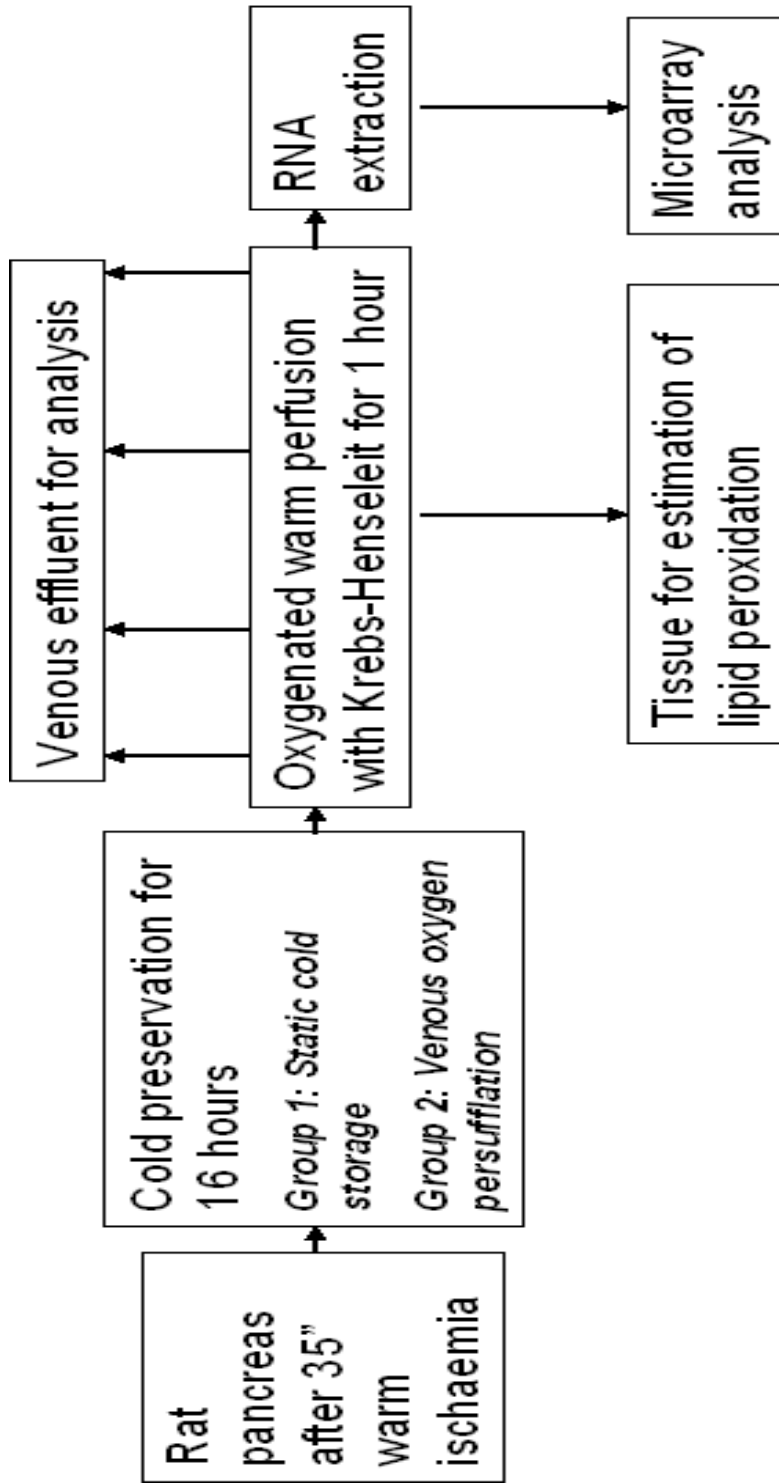 Rat
pancreas
after 35”
warm
ischaemia
Cold preservation for
16 hours
Group 1: Static cold
storage
Group 2: Venous oxygen
persufflation
Venous effluent for analysis
Oxygenated warm perfusion
with Krebs-Henseleit for 1 hour
Tissue for estimation of
lipid peroxidation
RNA
extraction
Microarray
analysis